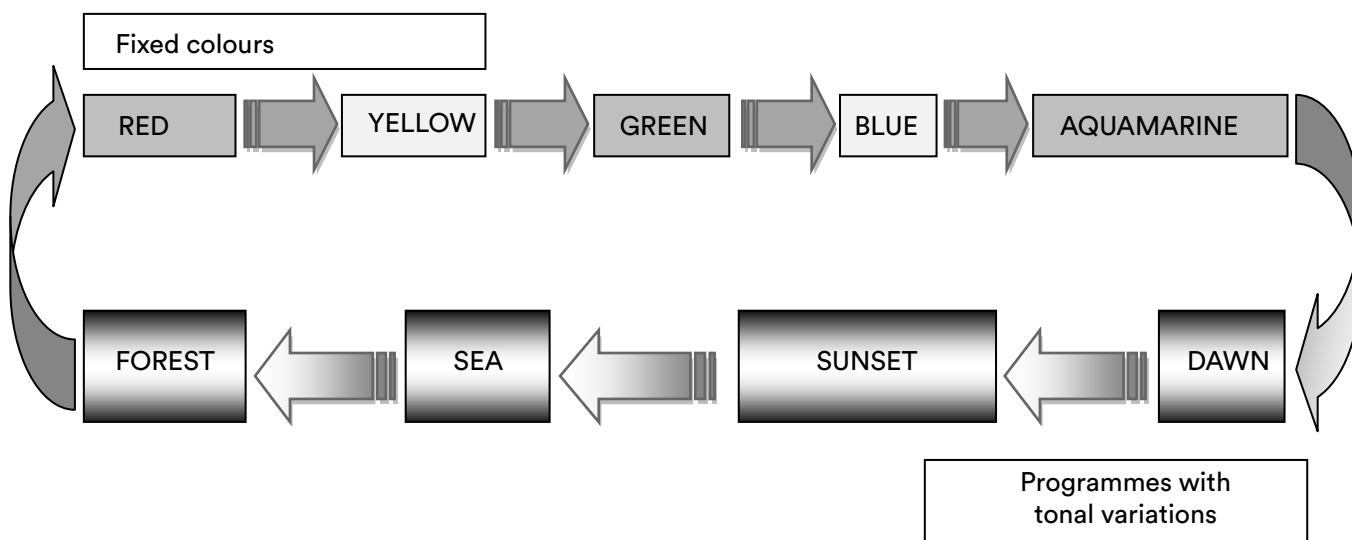 Fixed colours
RED
YELLOW
GREEN
BLUE
AQUAMARINE
FOREST
SEA
SUNSET
DAWN
Programmes with
tonal variations